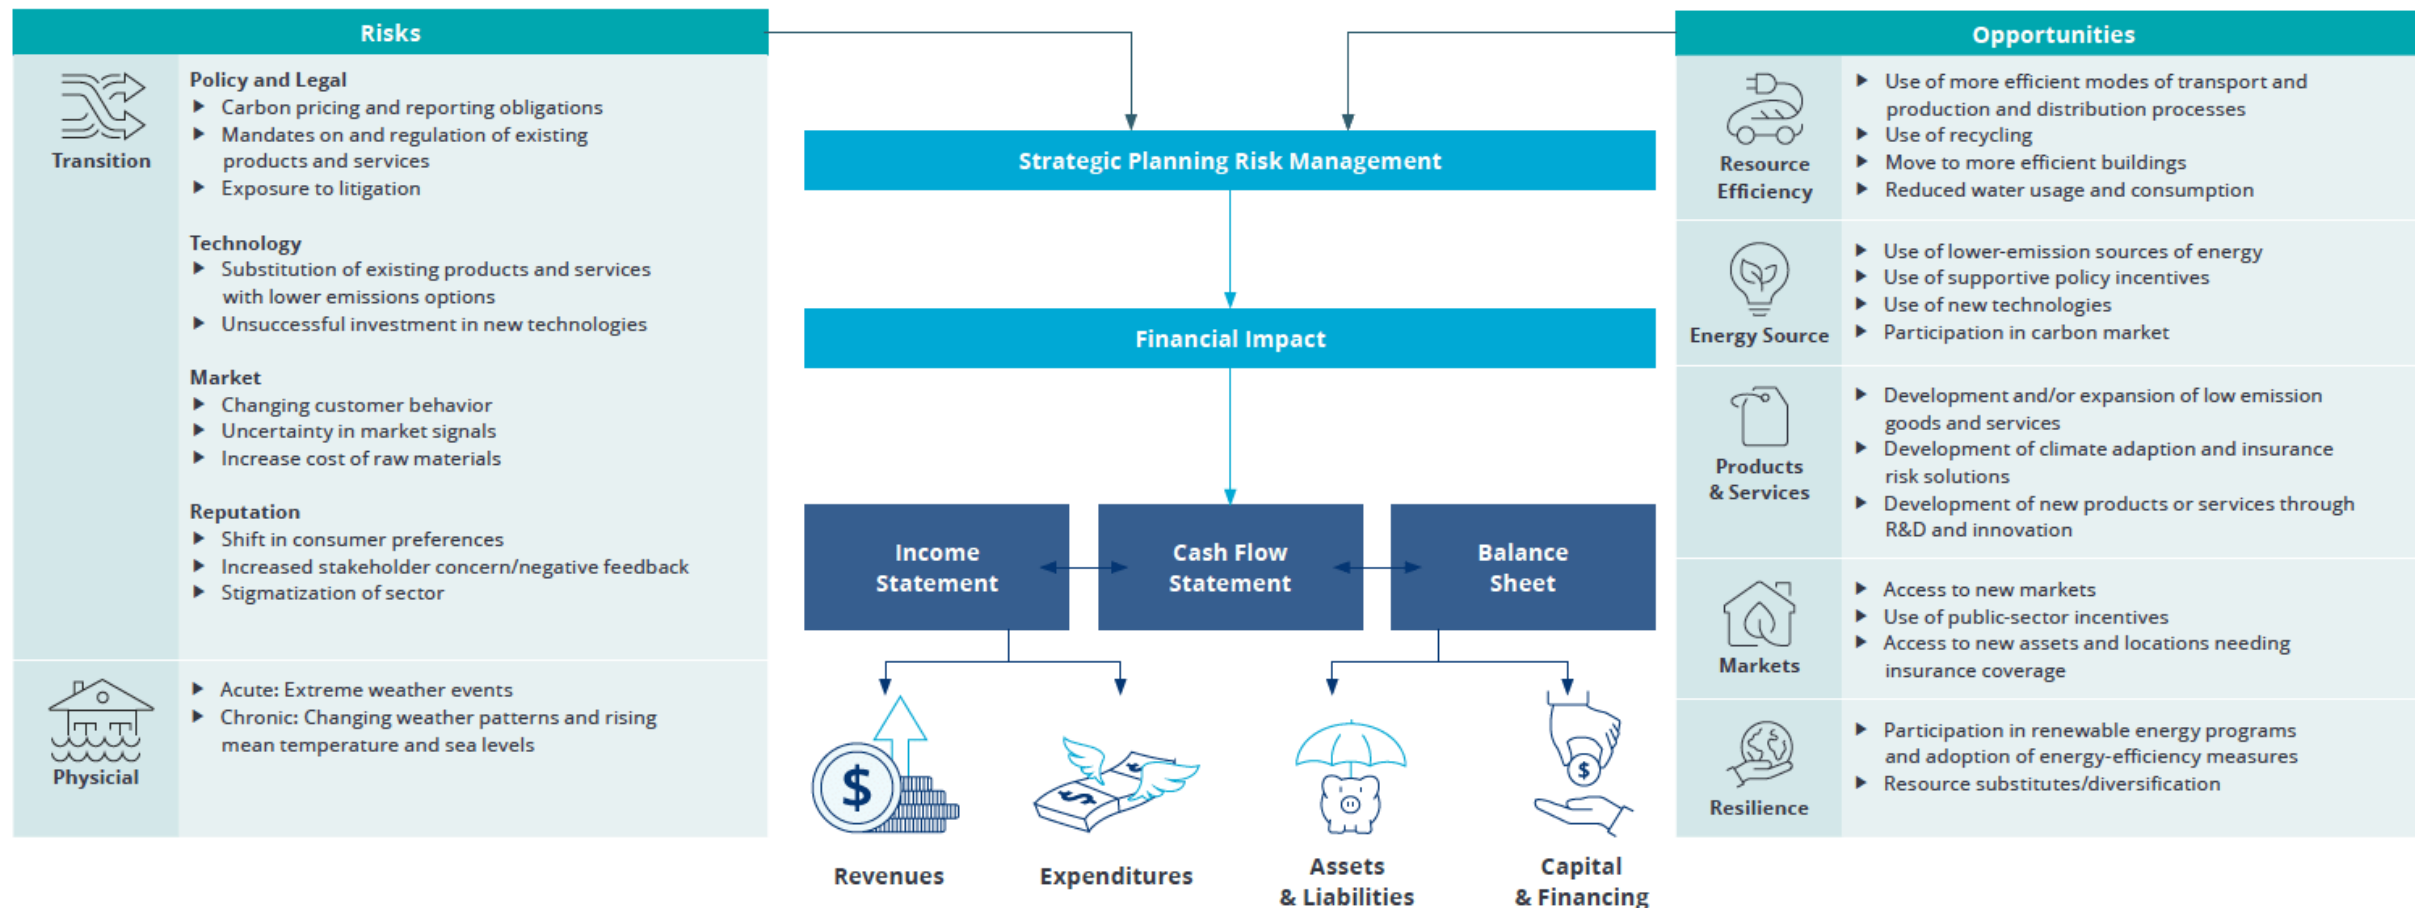 Risks
Transition
Policy and Legal
Carbon pricing and reporting obligations
Mandates on and regulation of existing
products and services
Exposure to litigation
Technology
Substitution of existing products and services
with lower emissions options
Unsuccessful investment in new technologies
Market
Changing customer behavior
Uncertainty in market signals
Increase cost of raw materials
Reputation
Shift in consumer preferences
Increased stakeholder concern/negative feedback
Stigmatization of sector
Physicial
Acute: Extreme weather events
Chronic: Changing weather patterns and rising
mean temperature and sea levels
Strategic Planning Risk Management
Financial Impact
Income
Statement
Cash Flow
Statement
Balance
Sheet
$
$
$
$
Revenues
Expenditures
Assets
& Liabilities
Capital
& Financing
Opportunities
Resource
Efficiency
Use of more efficient modes of transport and
production and distribution processes
Use of recycling
Move to more efficient buildings
Reduced water usage and consumption
Energy Source
Use of lower-emission sources of energy
Use of supportive policy incentives
Use of new technologies
Participation in carbon market
Products
& Services
Development and/or expansion of low emission
goods and services
Development of climate adaption and insurance
risk solutions
Development of new products or services through
R&D and innovation
Markets
Access to new markets
Use of public-sector incentives
Access to new assets and locations needing
insurance coverage
Resilience
Participation in renewable energy programs
and adoption of energy-efficiency measures
Resource substitutes/diversification